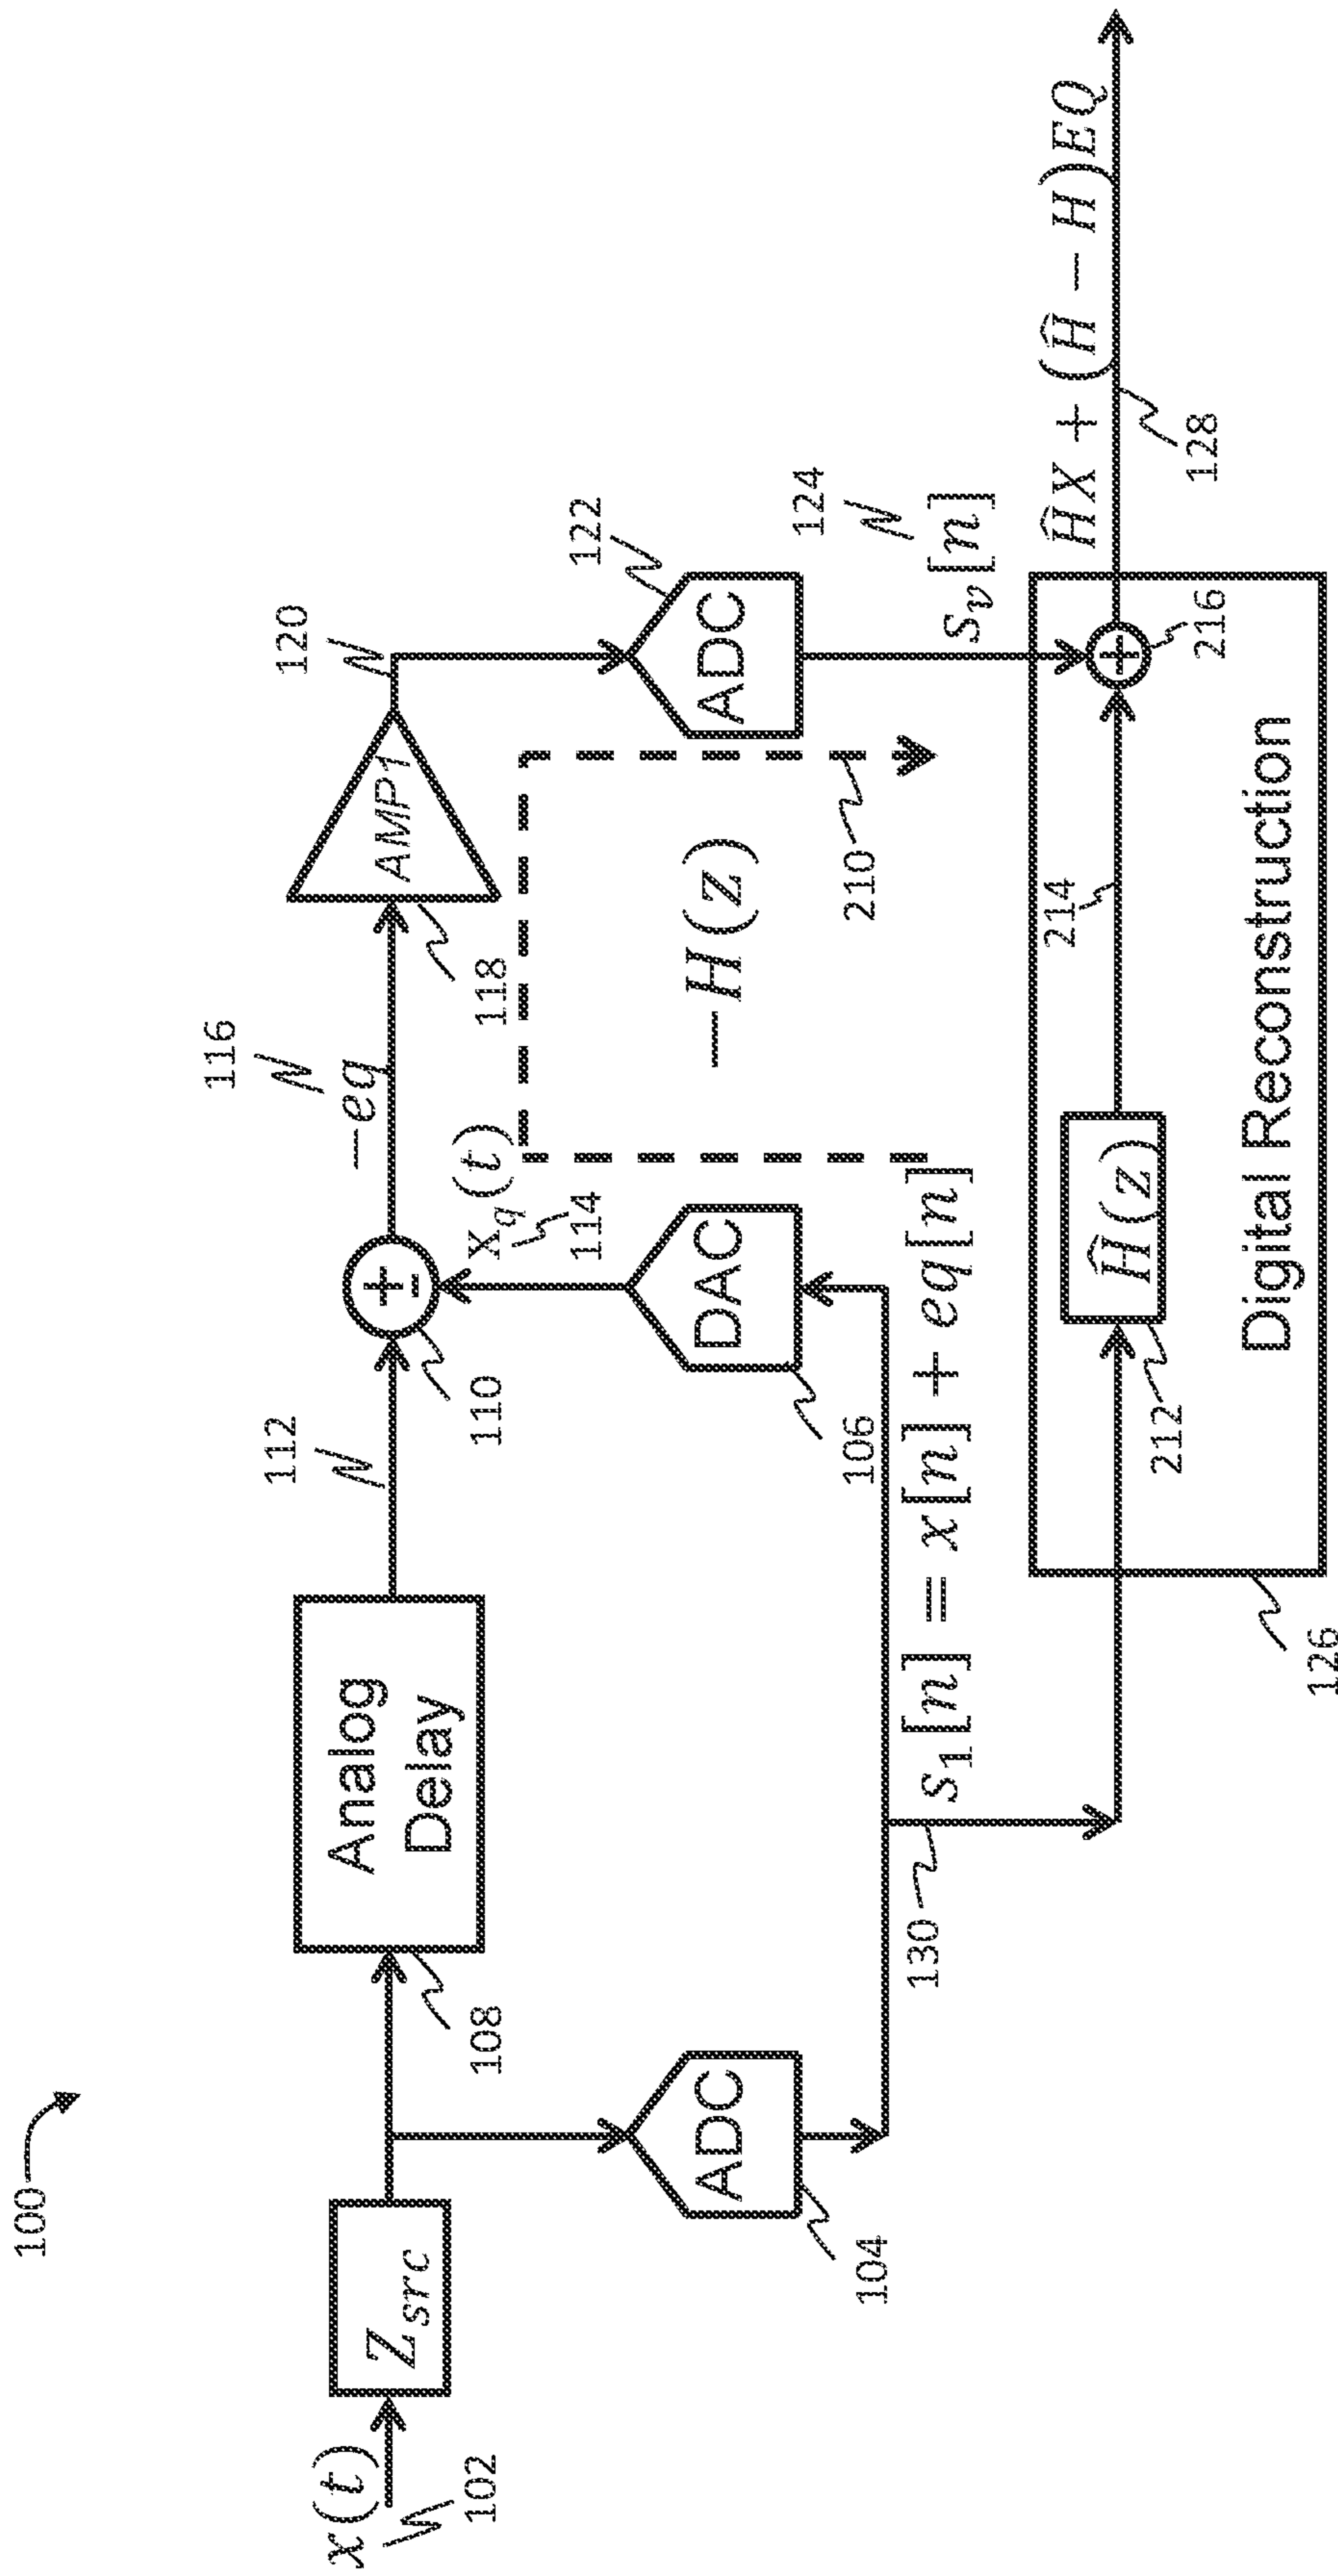 100
x(t)
102
Z_src
108
Analog
Delay
112
110
116
−eq
118
AMP1
120
ADC
104
DAC
106
X_q(t)
114
−H(z)
210
ADC
122
124
s_v[n]
130
s_1[n] = x[n] + eq[n]
126
212
Ĥ(z)
214
216
Digital Reconstruction
ĤX + (Ĥ − H)EQ
128